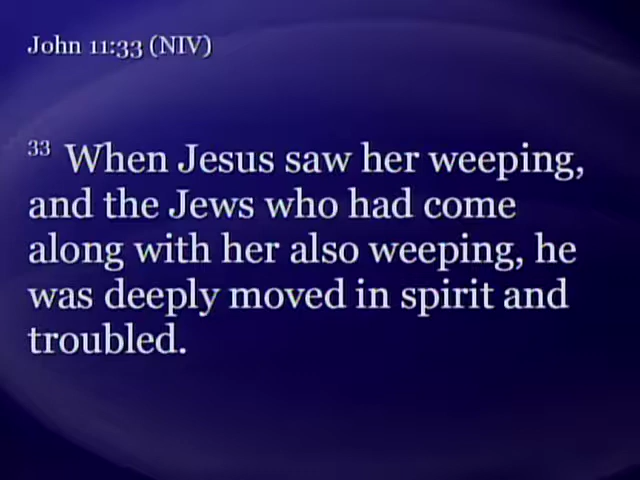 John 11:33 (NIV)
33 When Jesus saw her weeping,
and the Jews who had come
along with her also weeping, he
was deeply moved in spirit and
troubled.